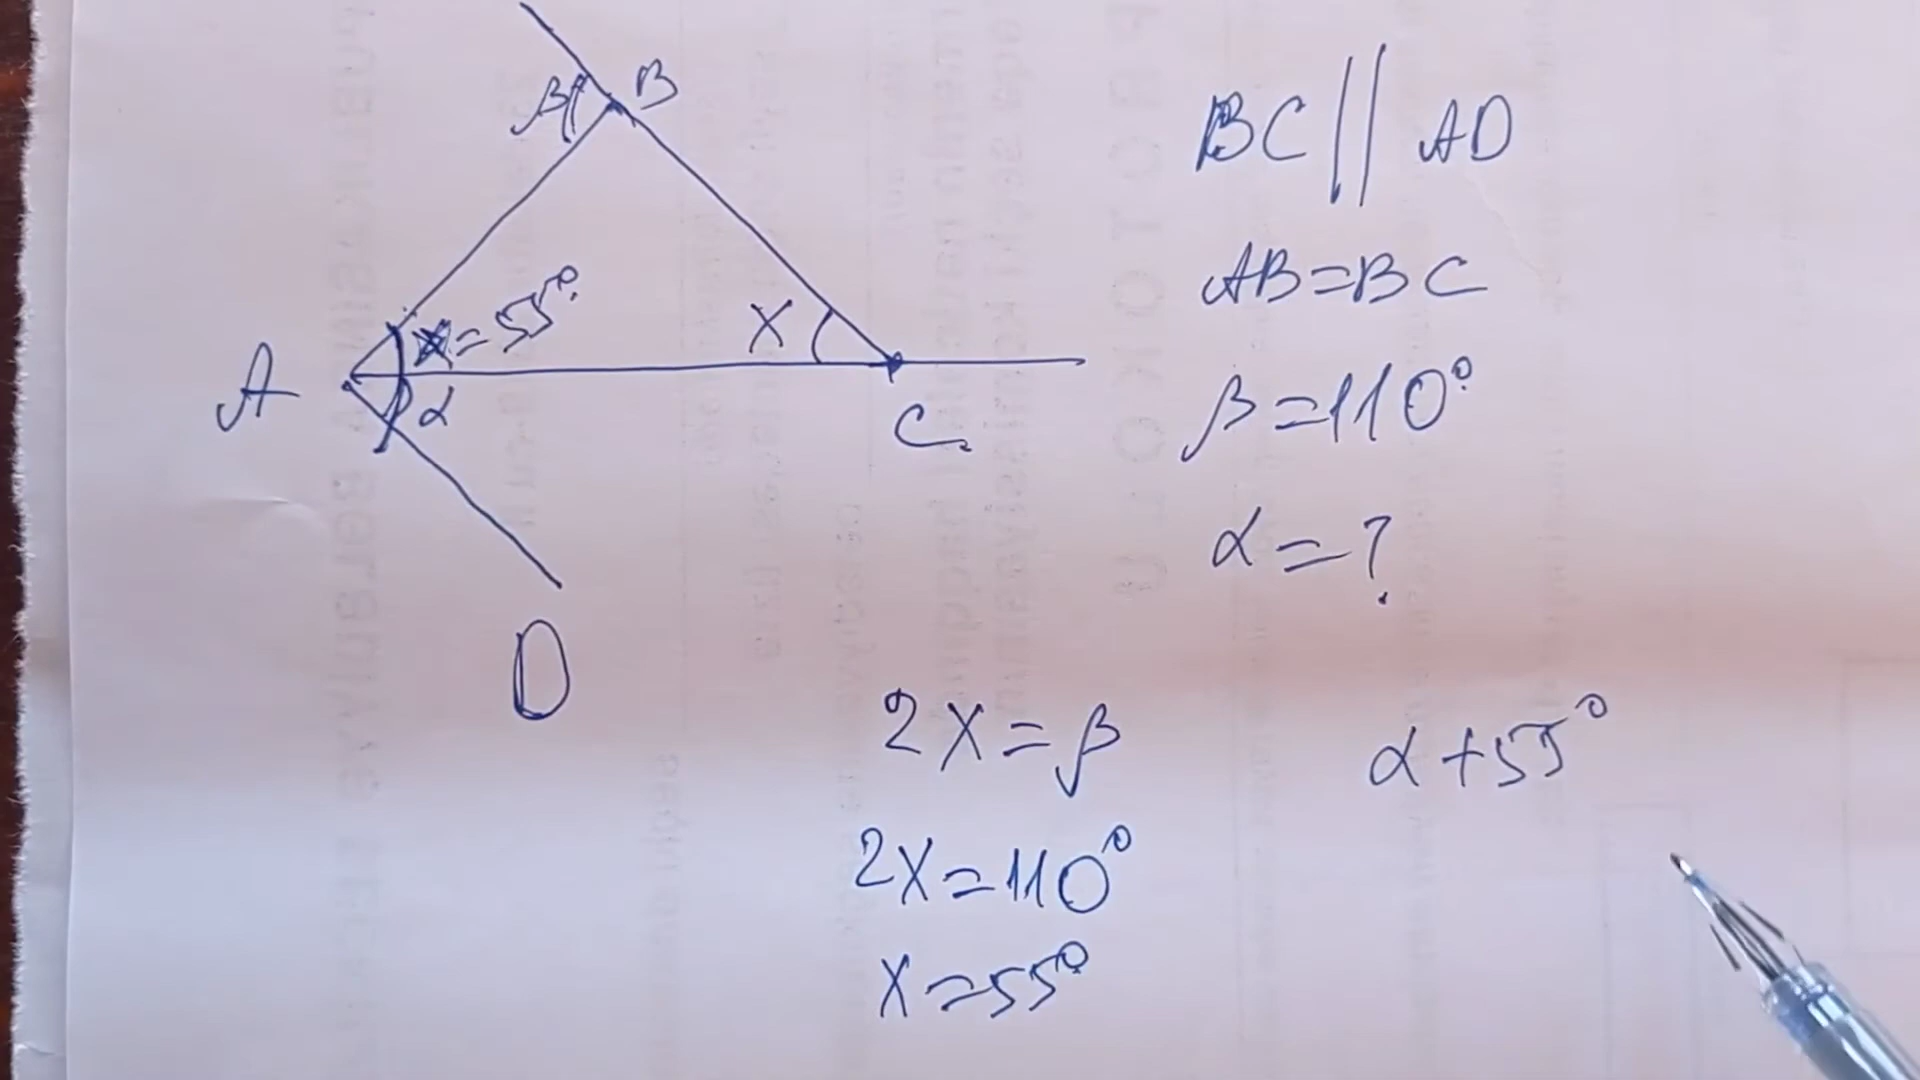 β
B
BC || AD
AB=BC
x=55°
x
A
α
C
β=110°
α=?
D
2x=β
α+55°
2x=110°
x=55°